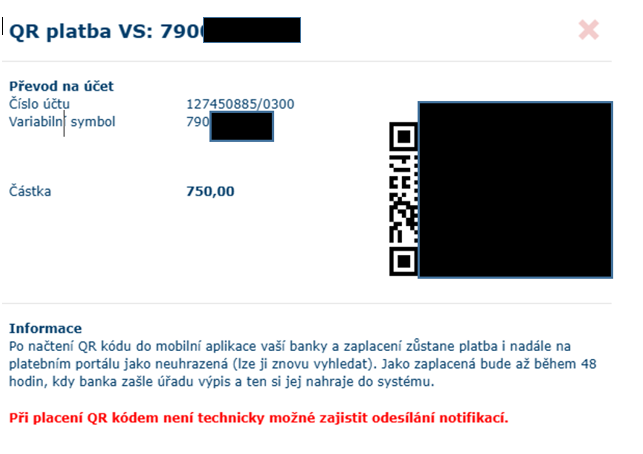 QR platba VS: 790
Převod na účet
Číslo účtu 127450885/0300
Variabilní symbol 790
Částka 750,00
Informace
Po načtení QR kódu do mobilní aplikace vaší banky a zaplacení zůstane platba i nadále na
platebním portálu jako neuhrazená (lze ji znovu vyhledat). Jako zaplacená bude až během 48
hodin, kdy banka zašle úřadu výpis a ten si jej nahraje do systému.
Při placení QR kódem není technicky možné zajistit odesílání notifikací.